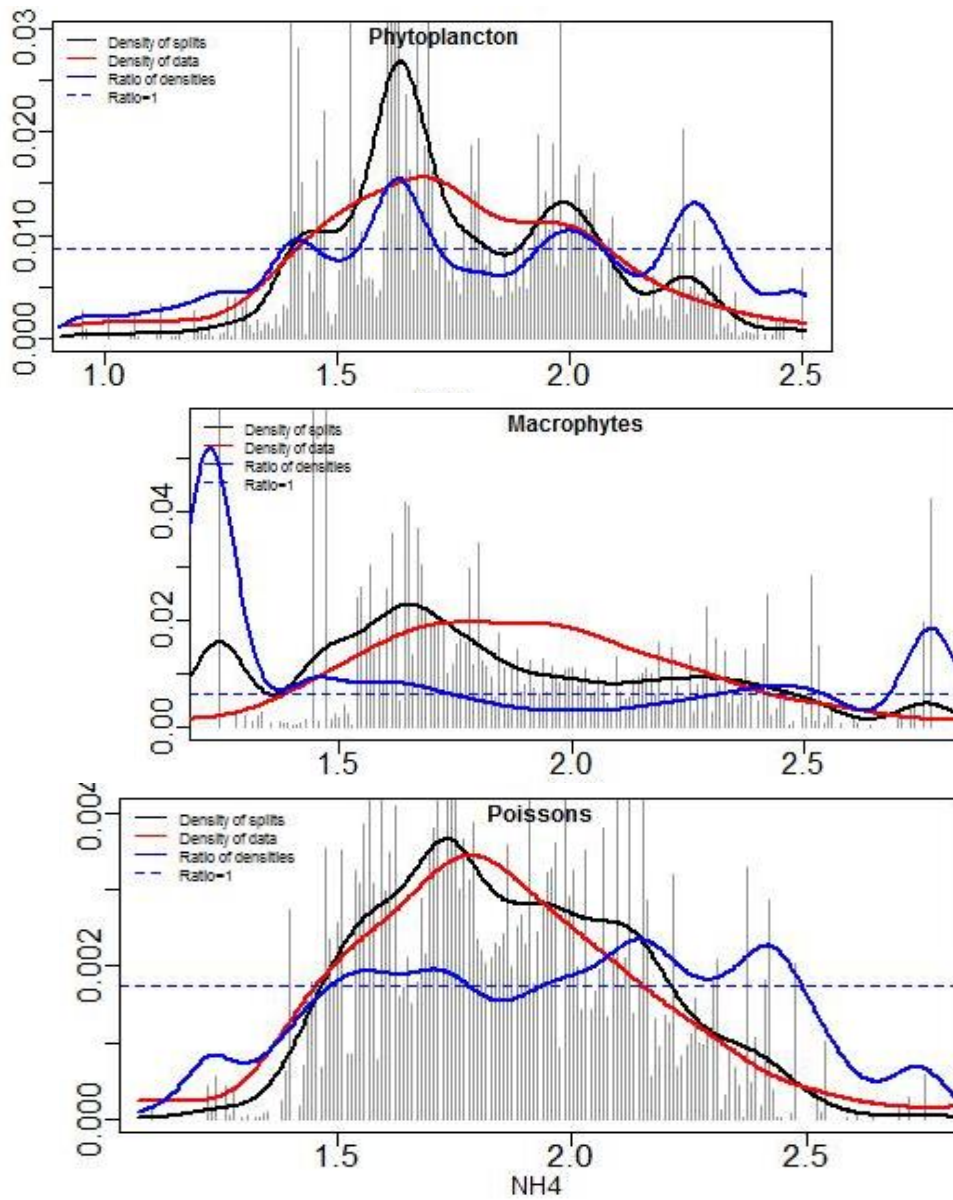 Phytoplancton
Density of splits
Density of data
Ratio of densities
Ratio=1
0.03
0.020
0.010
0.000
1.0 1.5 2.0 2.5
Macrophytes
Density of splits
Density of data
Ratio of densities
Ratio=1
0.04
0.02
0.00
1.5 2.0 2.5
Poissons
Density of splits
Density of data
Ratio of densities
Ratio=1
0.004
0.002
0.000
1.5 2.0 2.5
NH4